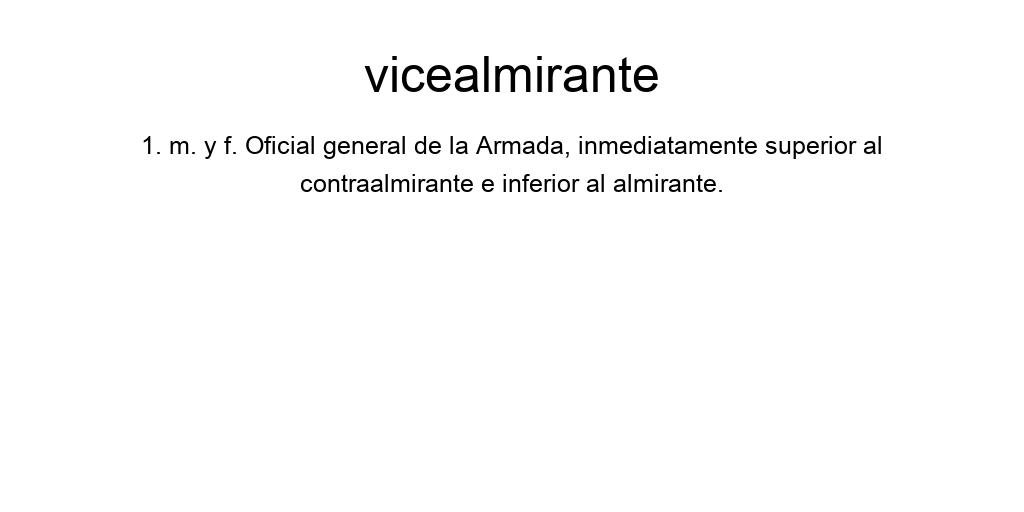 vicealmirante
1. m. y f. Oficial general de la Armada, inmediatamente superior al
contraalmirante e inferior al almirante.